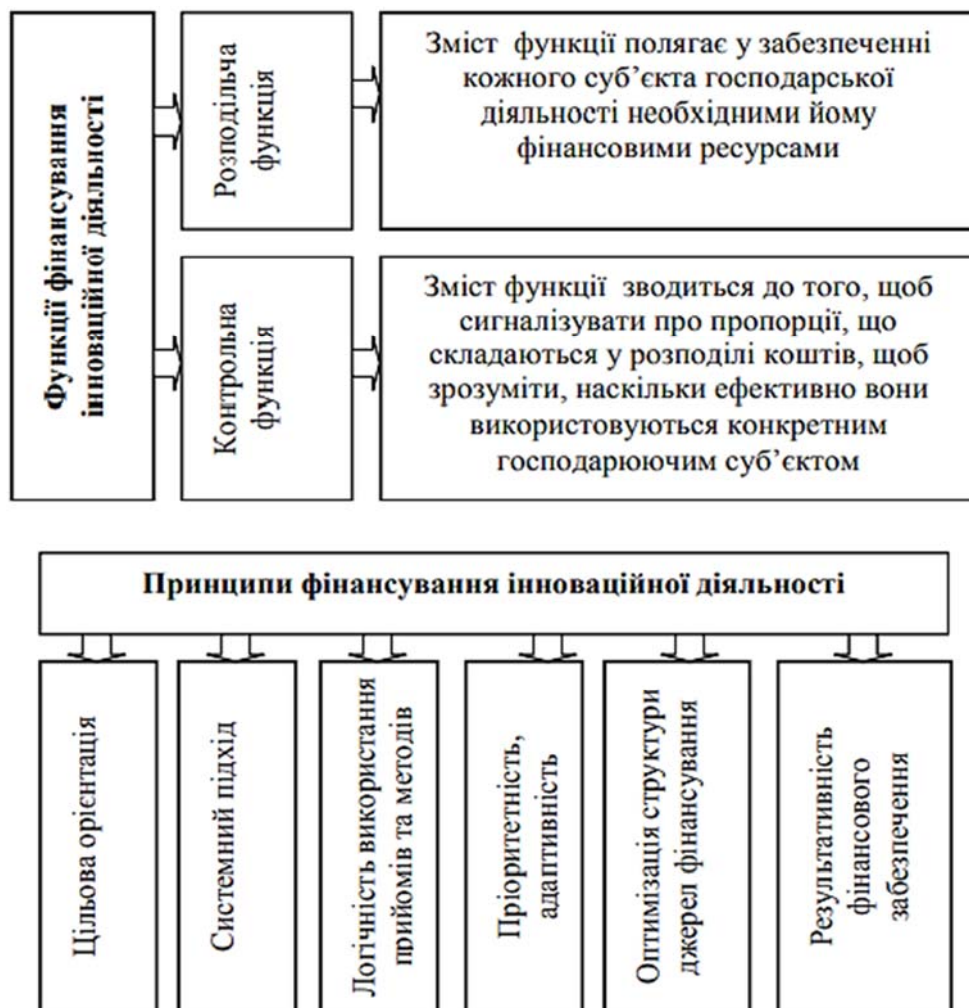 Функції фінансування
інноваційної діяльності
Розподільча
функція
Зміст функції полягає у забезпеченні
кожного суб’єкта господарської
діяльності необхідними йому
фінансовими ресурсами
Контрольна
функція
Зміст функції зводиться до того, щоб
сигналізувати про пропорції, що
складаються у розподілі коштів, щоб
зрозуміти, наскільки ефективно вони
використовуються конкретним
господарюючим суб’єктом
Принципи фінансування інноваційної діяльності
Цільова орієнтація
Системний підхід
Логічність використання
прийомів та методів
Пріоритетність,
адаптивність
Оптимізація структури
джерел фінансування
Результативність
фінансового
забезпечення